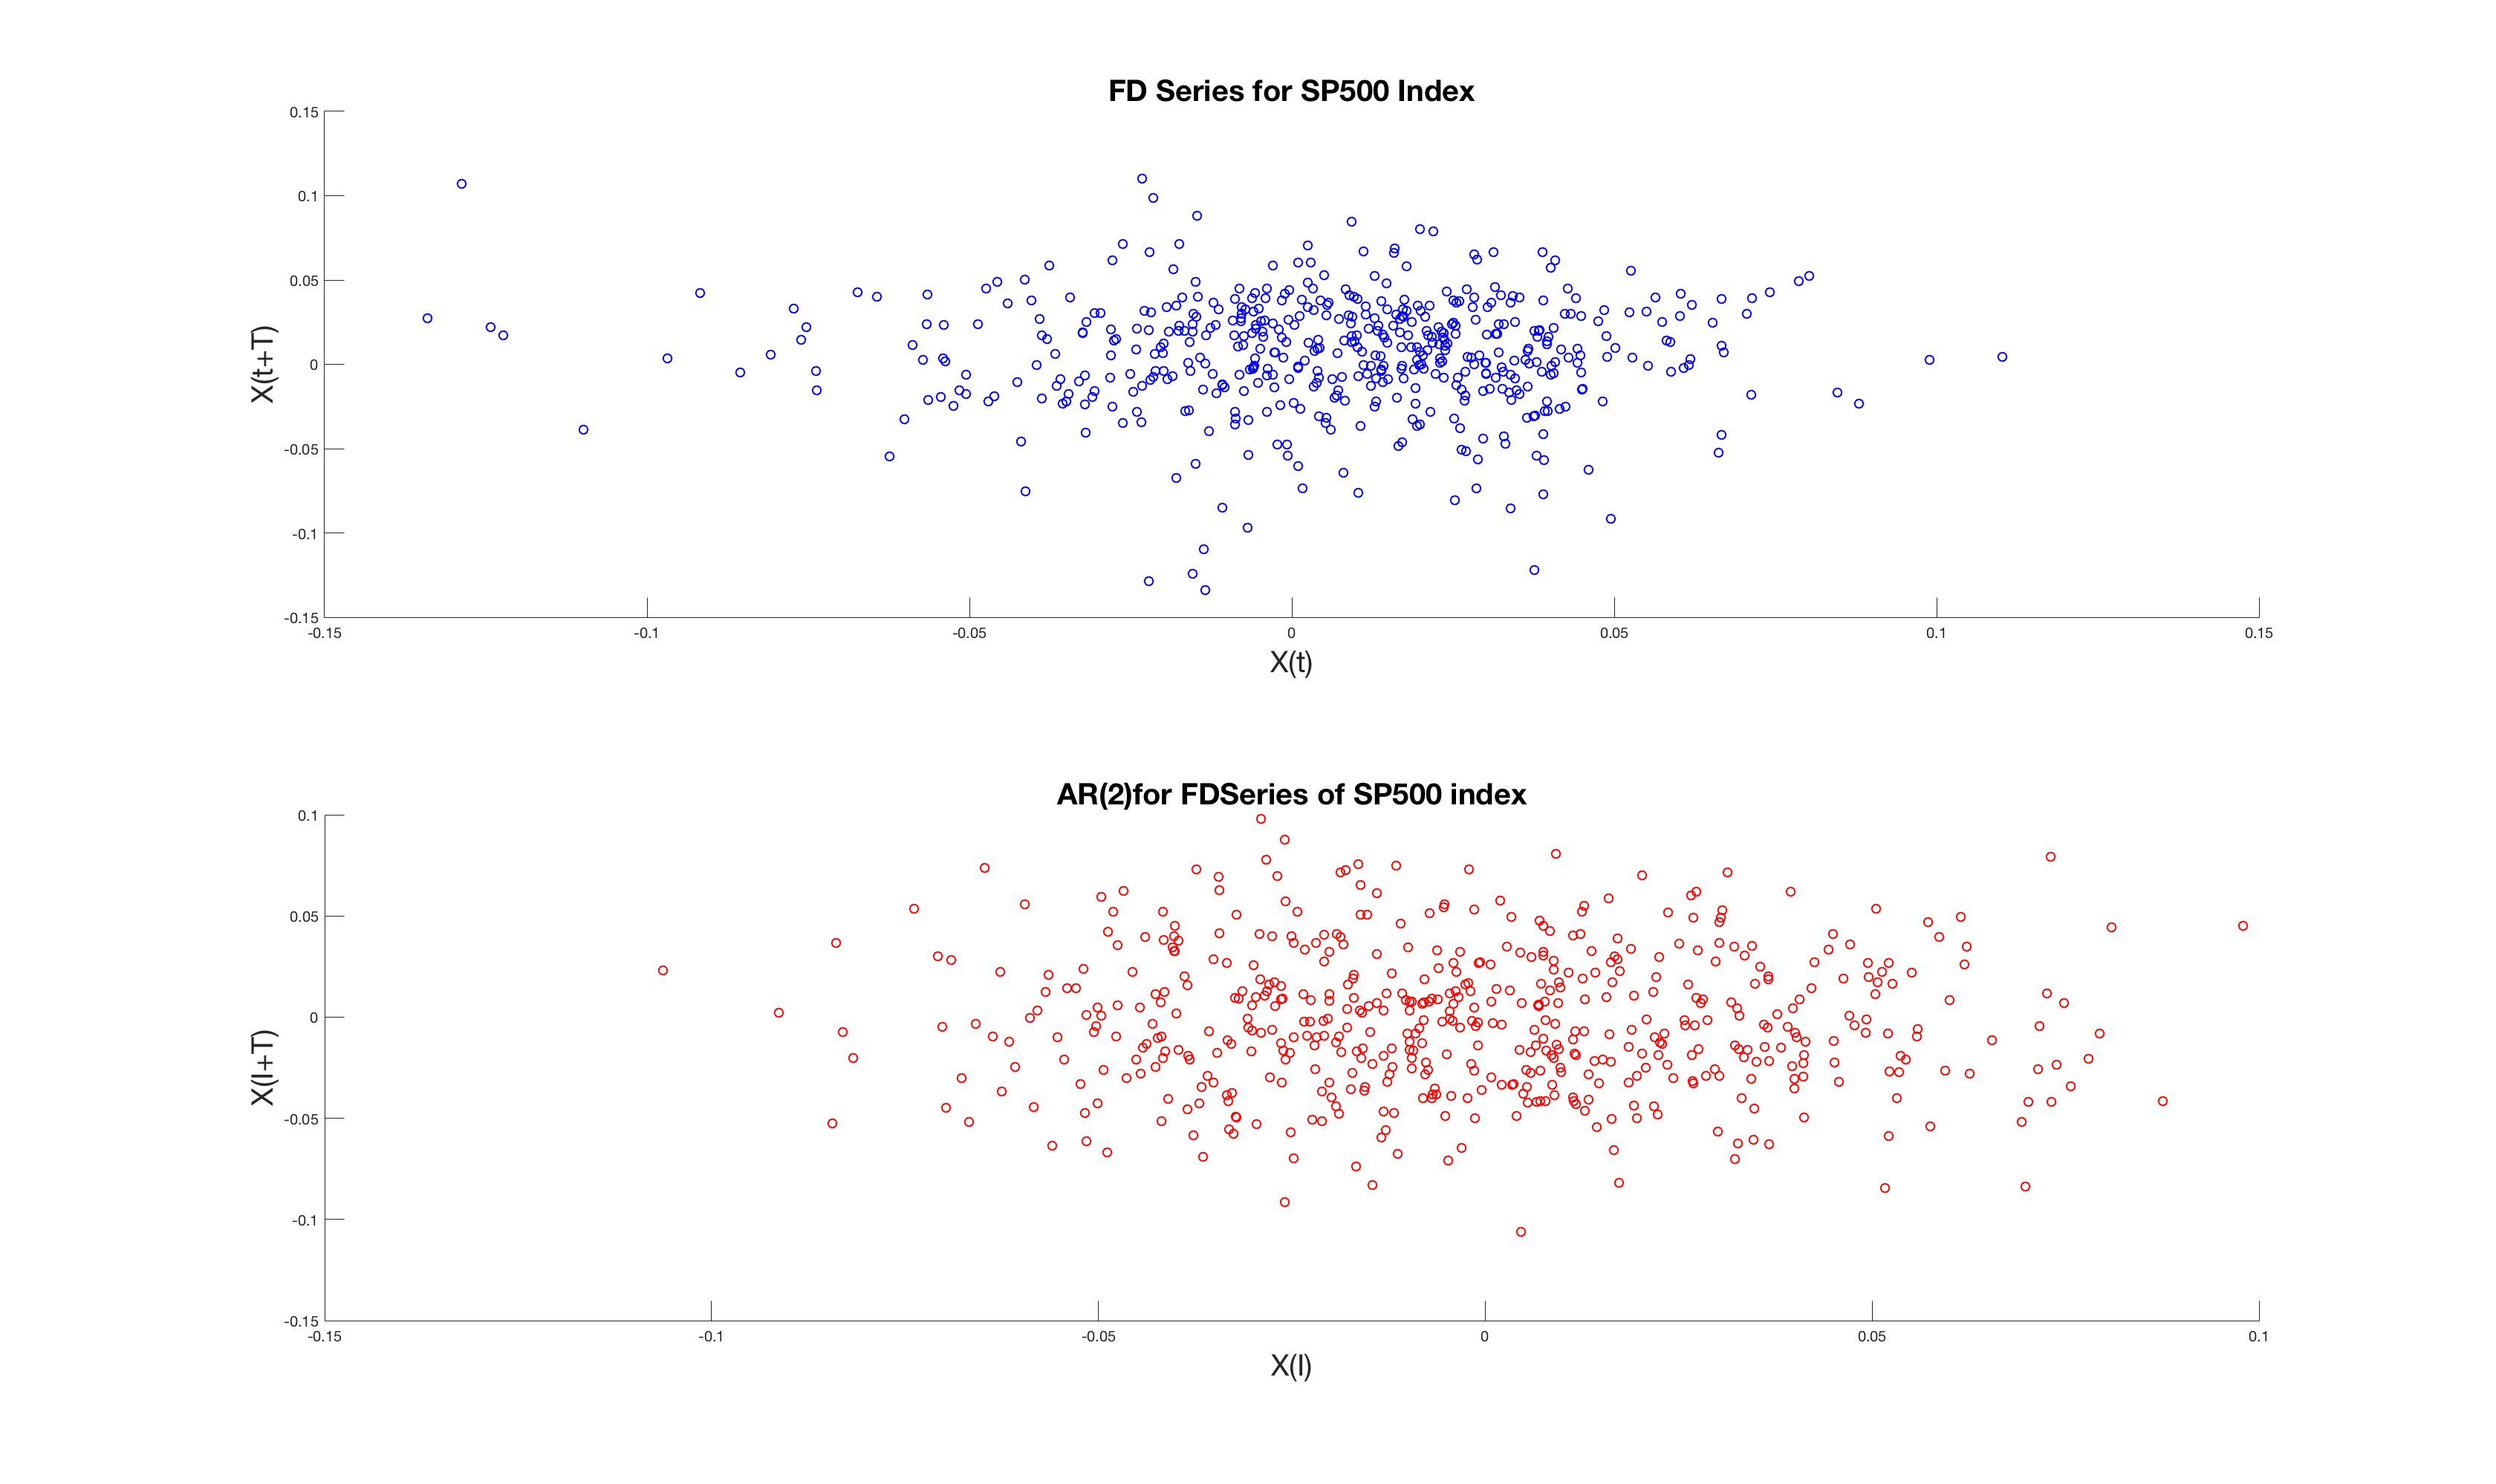 FD Series for SP500 Index
0.15
0.1
0.05
0
-0.05
-0.1
-0.15
X(t+T)
-0.15 -0.1 -0.05 0 0.05 0.1 0.15
X(t)
AR(2)for FDSeries of SP500 index
0.1
0.05
0
-0.05
-0.1
-0.15
X(I+T)
-0.15 -0.1 -0.05 0 0.05 0.1
X(I)